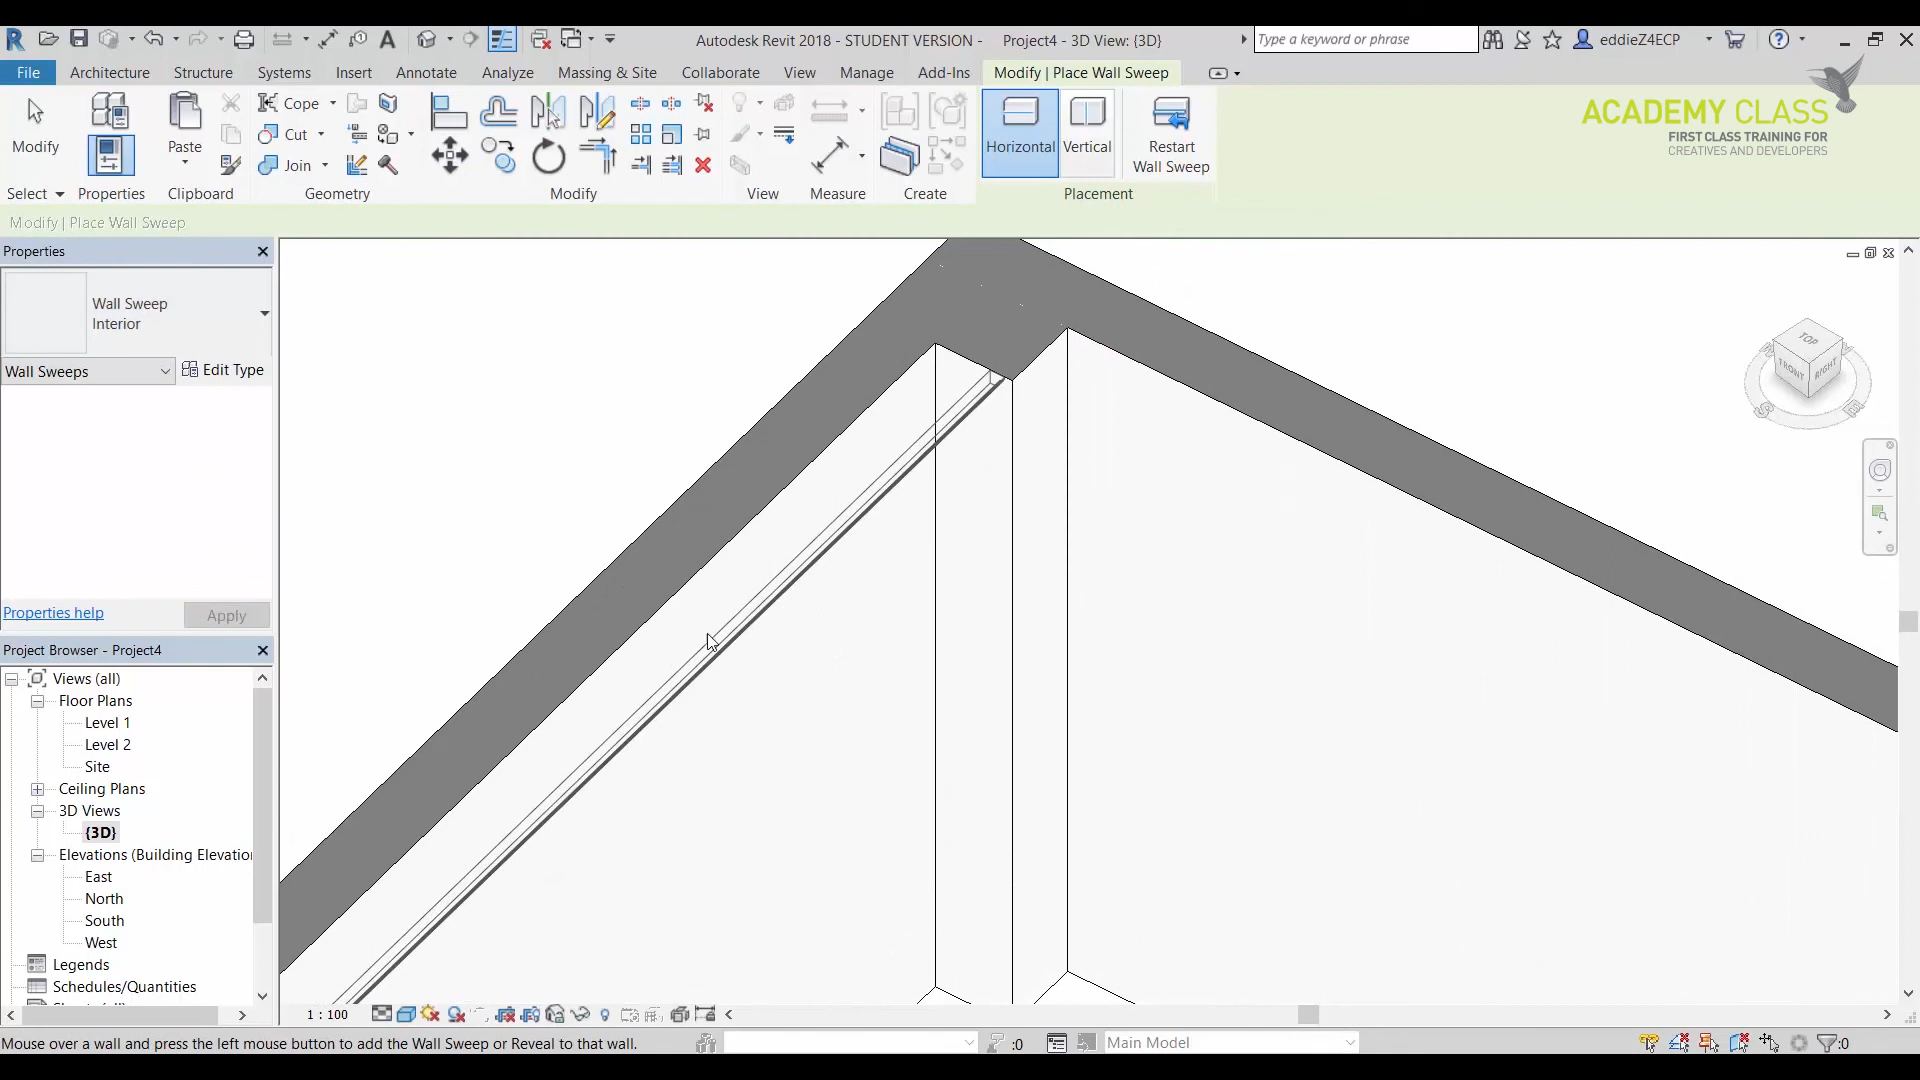 Autodesk Revit 2018 - STUDENT VERSION - Project4 - 3D View: {3D}
Type a keyword or phrase
eddieZ4ECP
File Architecture Structure Systems Insert Annotate Analyze Massing & Site Collaborate View Manage Add-Ins Modify | Place Wall Sweep
Modify
Paste
Cope
Cut
Join
Horizontal
Vertical
Restart
Wall Sweep
Select Properties Clipboard Geometry Modify View Measure Create Placement
ACADEMY CLASS
FIRST CLASS TRAINING FOR
CREATIVES AND DEVELOPERS
Modify | Place Wall Sweep
Properties
Wall Sweep
Interior
Wall Sweeps
Edit Type
Properties help
Apply
TOP
FRONT
RIGHT
S
E
Project Browser - Project4
Views (all)
Floor Plans
Level 1
Level 2
Site
Ceiling Plans
3D Views
{3D}
Elevations (Building Elevatio
East
North
South
West
Legends
Schedules/Quantities
1 : 100
Mouse over a wall and press the left mouse button to add the Wall Sweep or Reveal to that wall.
:0
Main Model
:0